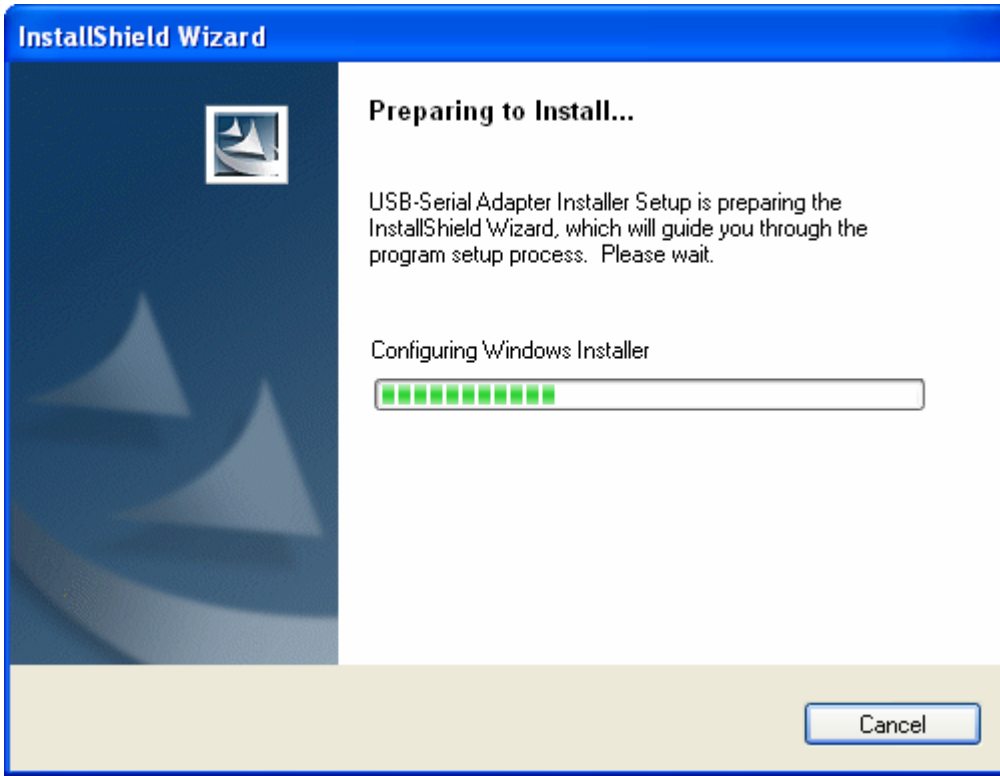 InstallShield Wizard
Preparing to Install...
USB-Serial Adapter Installer Setup is preparing the
InstallShield Wizard, which will guide you through the
program setup process.  Please wait.
Configuring Windows Installer
Cancel